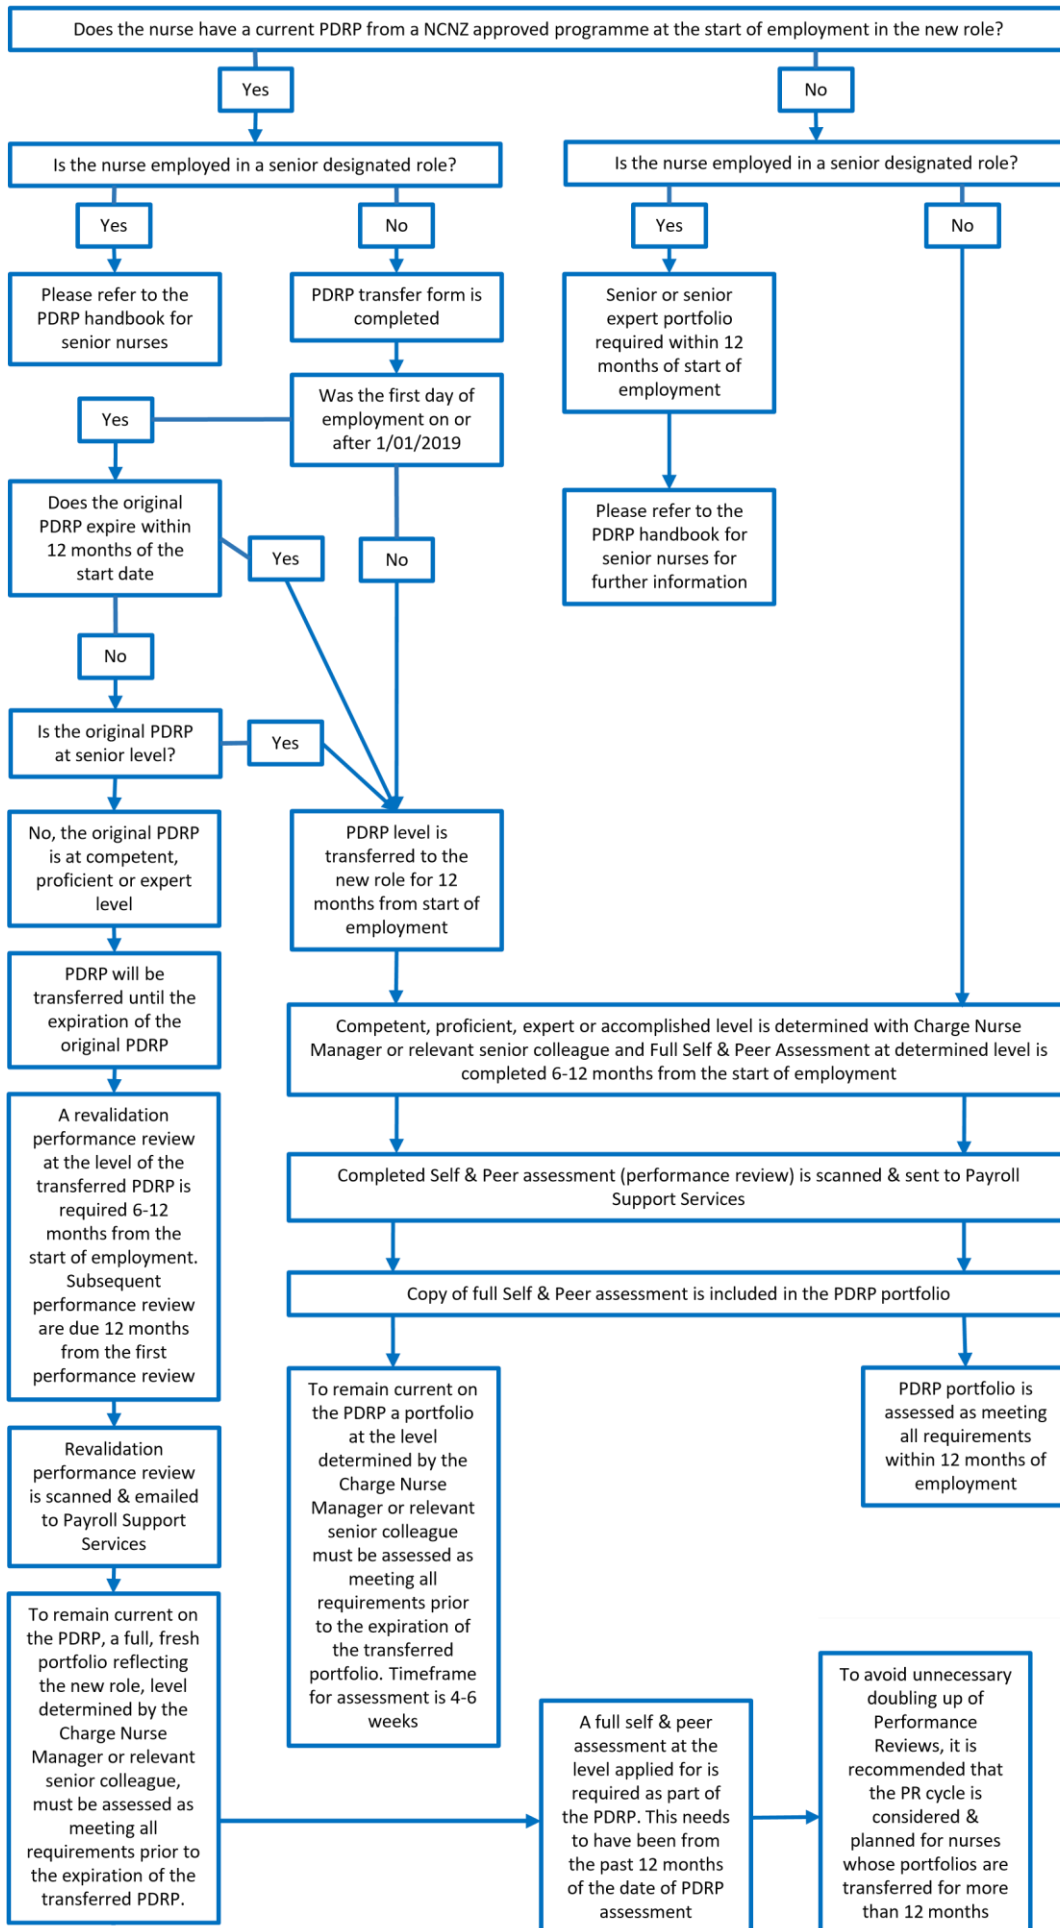 Does the nurse have a current PDRP from a NCNZ approved programme at the start of employment in the new role?
Yes
No
Is the nurse employed in a senior designated role?
Is the nurse employed in a senior designated role?
Yes
No
Yes
No
Please refer to the
PDRP handbook for
senior nurses
PDRP transfer form is
completed
Senior or senior
expert portfolio
required within 12
months of start of
employment
Was the first day of
employment on or
after 1/01/2019
Yes
Does the original
PDRP expire within
12 months of the
start date
Yes
No
Please refer to the
PDRP handbook for
senior nurses for
further information
No
Is the original PDRP
at senior level?
Yes
No, the original PDRP
is at competent,
proficient or expert
level
PDRP level is
transferred to the
new role for 12
months from start of
employment
PDRP will be
transferred until the
expiration of the
original PDRP
Competent, proficient, expert or accomplished level is determined with Charge Nurse
Manager or relevant senior colleague and Full Self & Peer Assessment at determined level is
completed 6-12 months from the start of employment
A revalidation
performance review
at the level of the
transferred PDRP is
required 6-12
months from the
start of employment.
Subsequent
performance review
are due 12 months
from the first
performance review
Completed Self & Peer assessment (performance review) is scanned & sent to Payroll
Support Services
Copy of full Self & Peer assessment is included in the PDRP portfolio
To remain current on
the PDRP a portfolio
at the level
determined by the
Charge Nurse
Manager or relevant
senior colleague
must be assessed as
meeting all
requirements prior
to the expiration of
the transferred
portfolio. Timeframe
for assessment is 4-6
weeks
PDRP portfolio is
assessed as meeting
all requirements
within 12 months of
employment
Revalidation
performance review
is scanned & emailed
to Payroll Support
Services
To remain current on
the PDRP, a full, fresh
portfolio reflecting
the new role, level
determined by the
Charge Nurse
Manager or relevant
senior colleague,
must be assessed as
meeting all
requirements prior to
the expiration of the
transferred PDRP.
A full self & peer
assessment at the
level applied for is
required as part of
the PDRP. This needs
to have been from
the past 12 months
of the date of PDRP
assessment
To avoid unnecessary
doubling up of
Performance
Reviews, it is
recommended that
the PR cycle is
considered &
planned for nurses
whose portfolios are
transferred for more
than 12 months